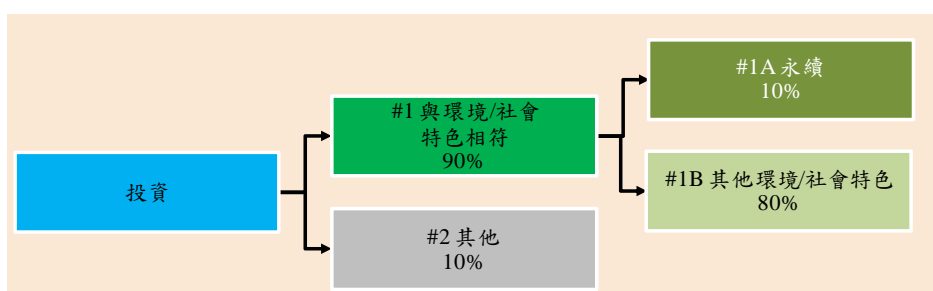 投資
#1 與環境/社會
特色相符
90%
#2 其他
10%
#1A 永續
10%
#1B 其他環境/社會特色
80%